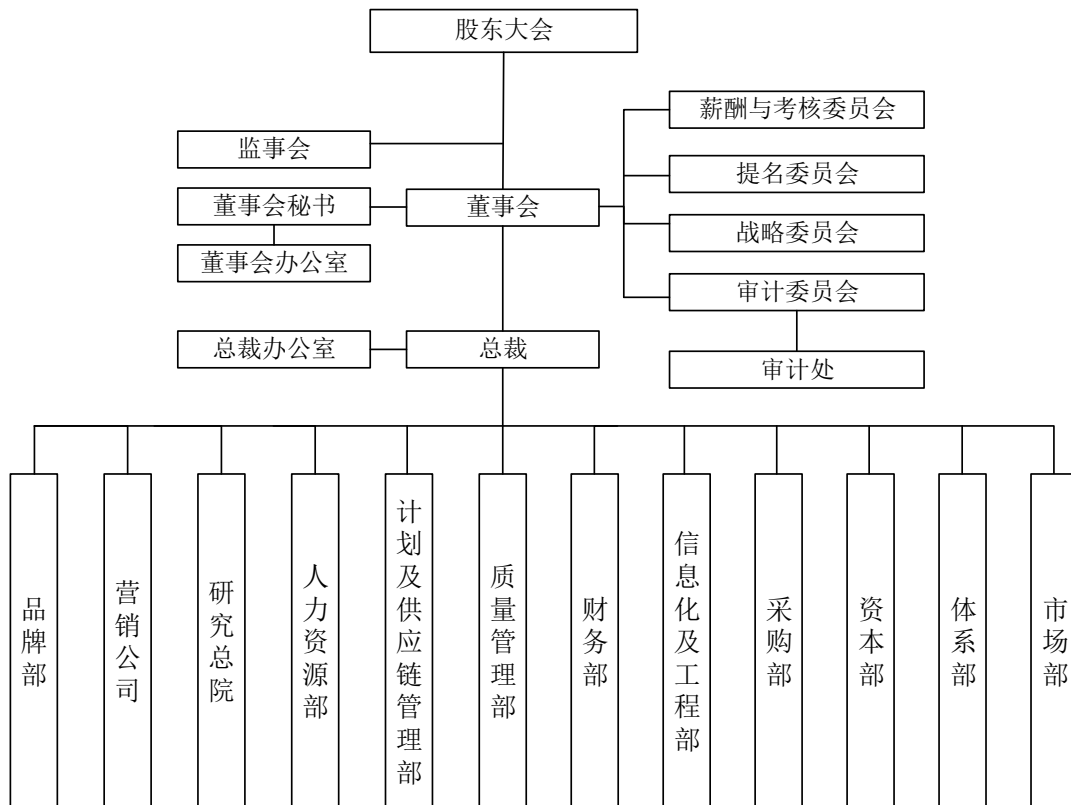 股东大会
薪酬与考核委员会
监事会
提名委员会
董事会秘书
董事会
战略委员会
董事会办公室
审计委员会
总裁办公室
总裁
审计处
品牌部
营销公司
研究总院
人力资源部
计划及供应链管理部
质量管理部
财务部
信息化及工程部
采购部
资本部
体系部
市场部